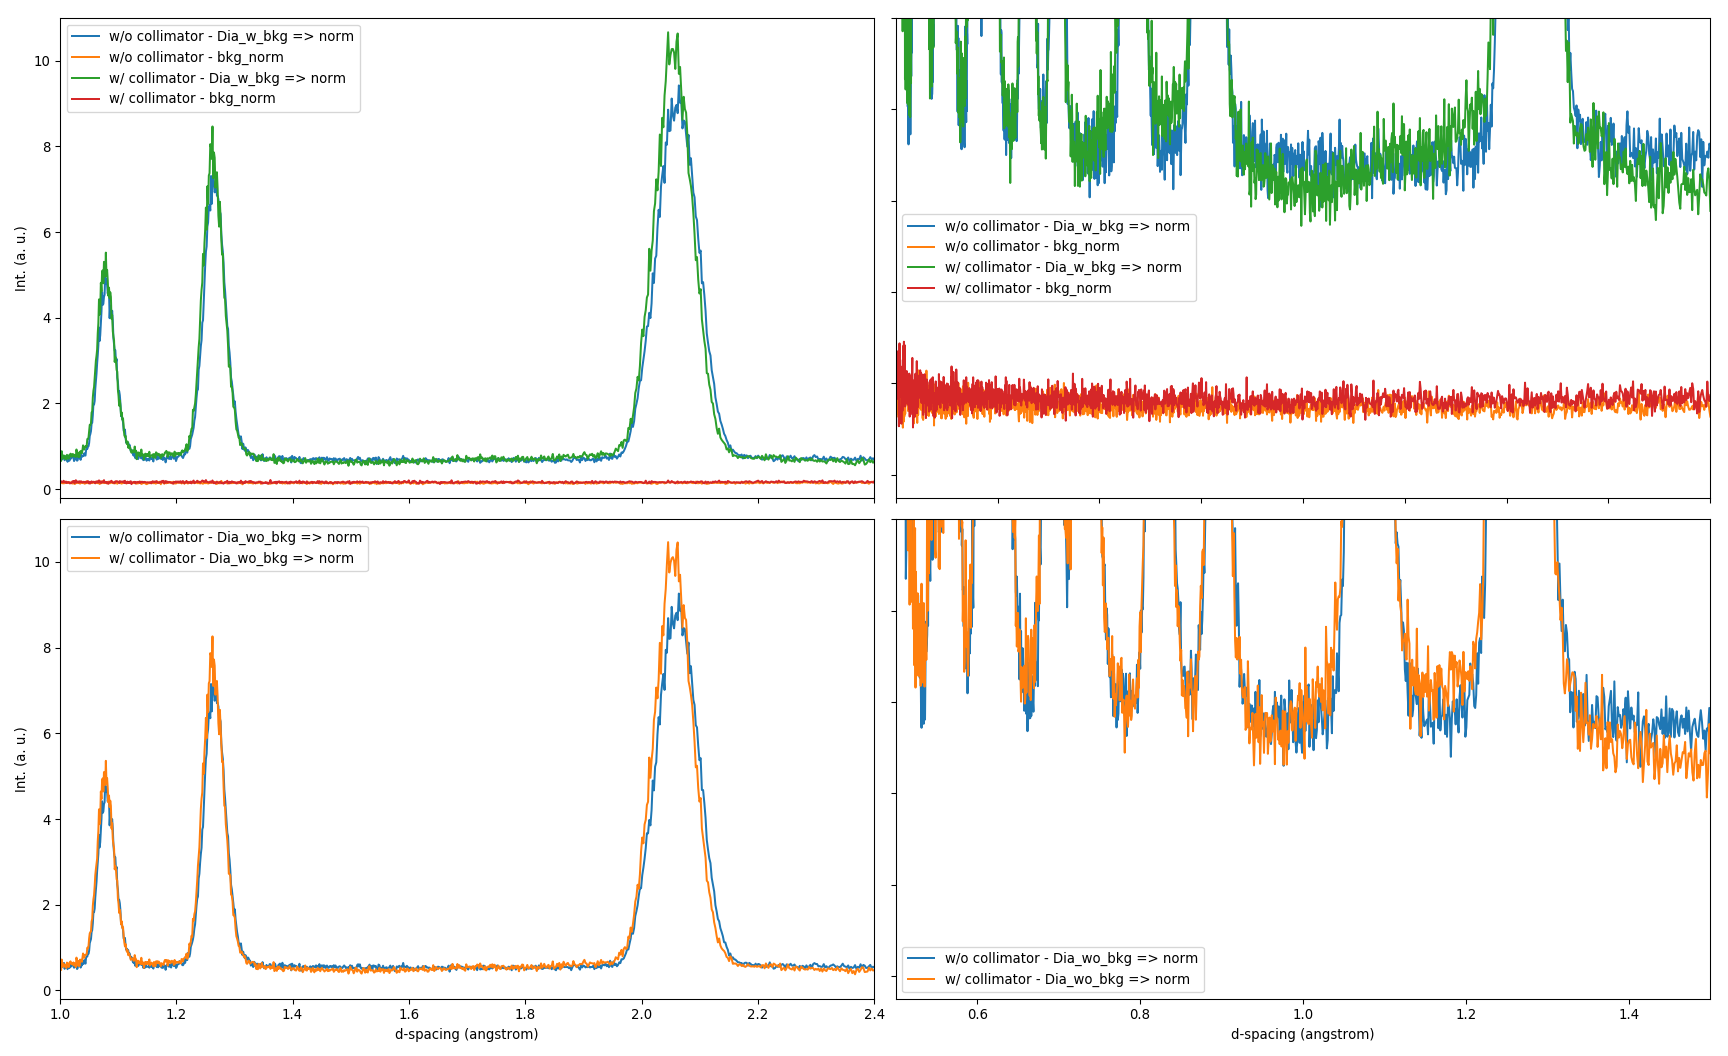 w/o collimator - Dia_w_bkg => norm
w/o collimator - bkg_norm
w/ collimator - Dia_w_bkg => norm
w/ collimator - bkg_norm
10
8
6
4
2
0
Int. (a. u.)
w/o collimator - Dia_w_bkg => norm
w/o collimator - bkg_norm
w/ collimator - Dia_w_bkg => norm
w/ collimator - bkg_norm
w/o collimator - Dia_wo_bkg => norm
w/ collimator - Dia_wo_bkg => norm
10
8
6
4
2
0
Int. (a. u.)
1.0 1.2 1.4 1.6 1.8 2.0 2.2 2.4
d-spacing (angstrom)
w/o collimator - Dia_wo_bkg => norm
w/ collimator - Dia_wo_bkg => norm
0.6 0.8 1.0 1.2 1.4
d-spacing (angstrom)